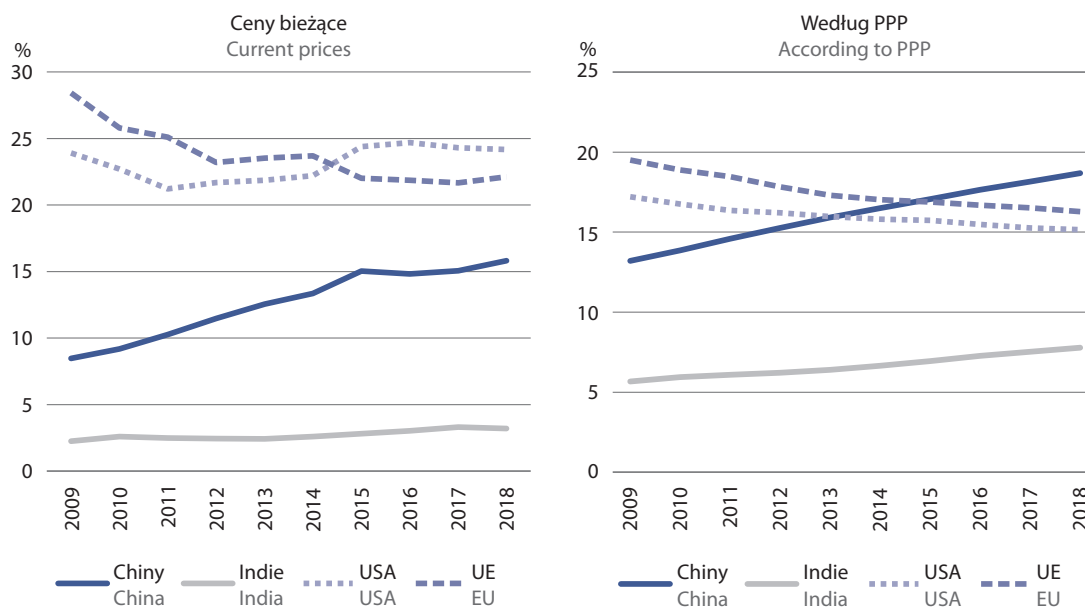 Ceny bieżące
Current prices
%
30
25
20
15
10
5
0
2009
2010
2011
2012
2013
2014
2015
2016
2017
2018
Chiny
China
Indie
India
USA
USA
UE
EU
Według PPP
According to PPP
%
25
20
15
10
5
0
2009
2010
2011
2012
2013
2014
2015
2016
2017
2018
Chiny
China
Indie
India
USA
USA
UE
EU